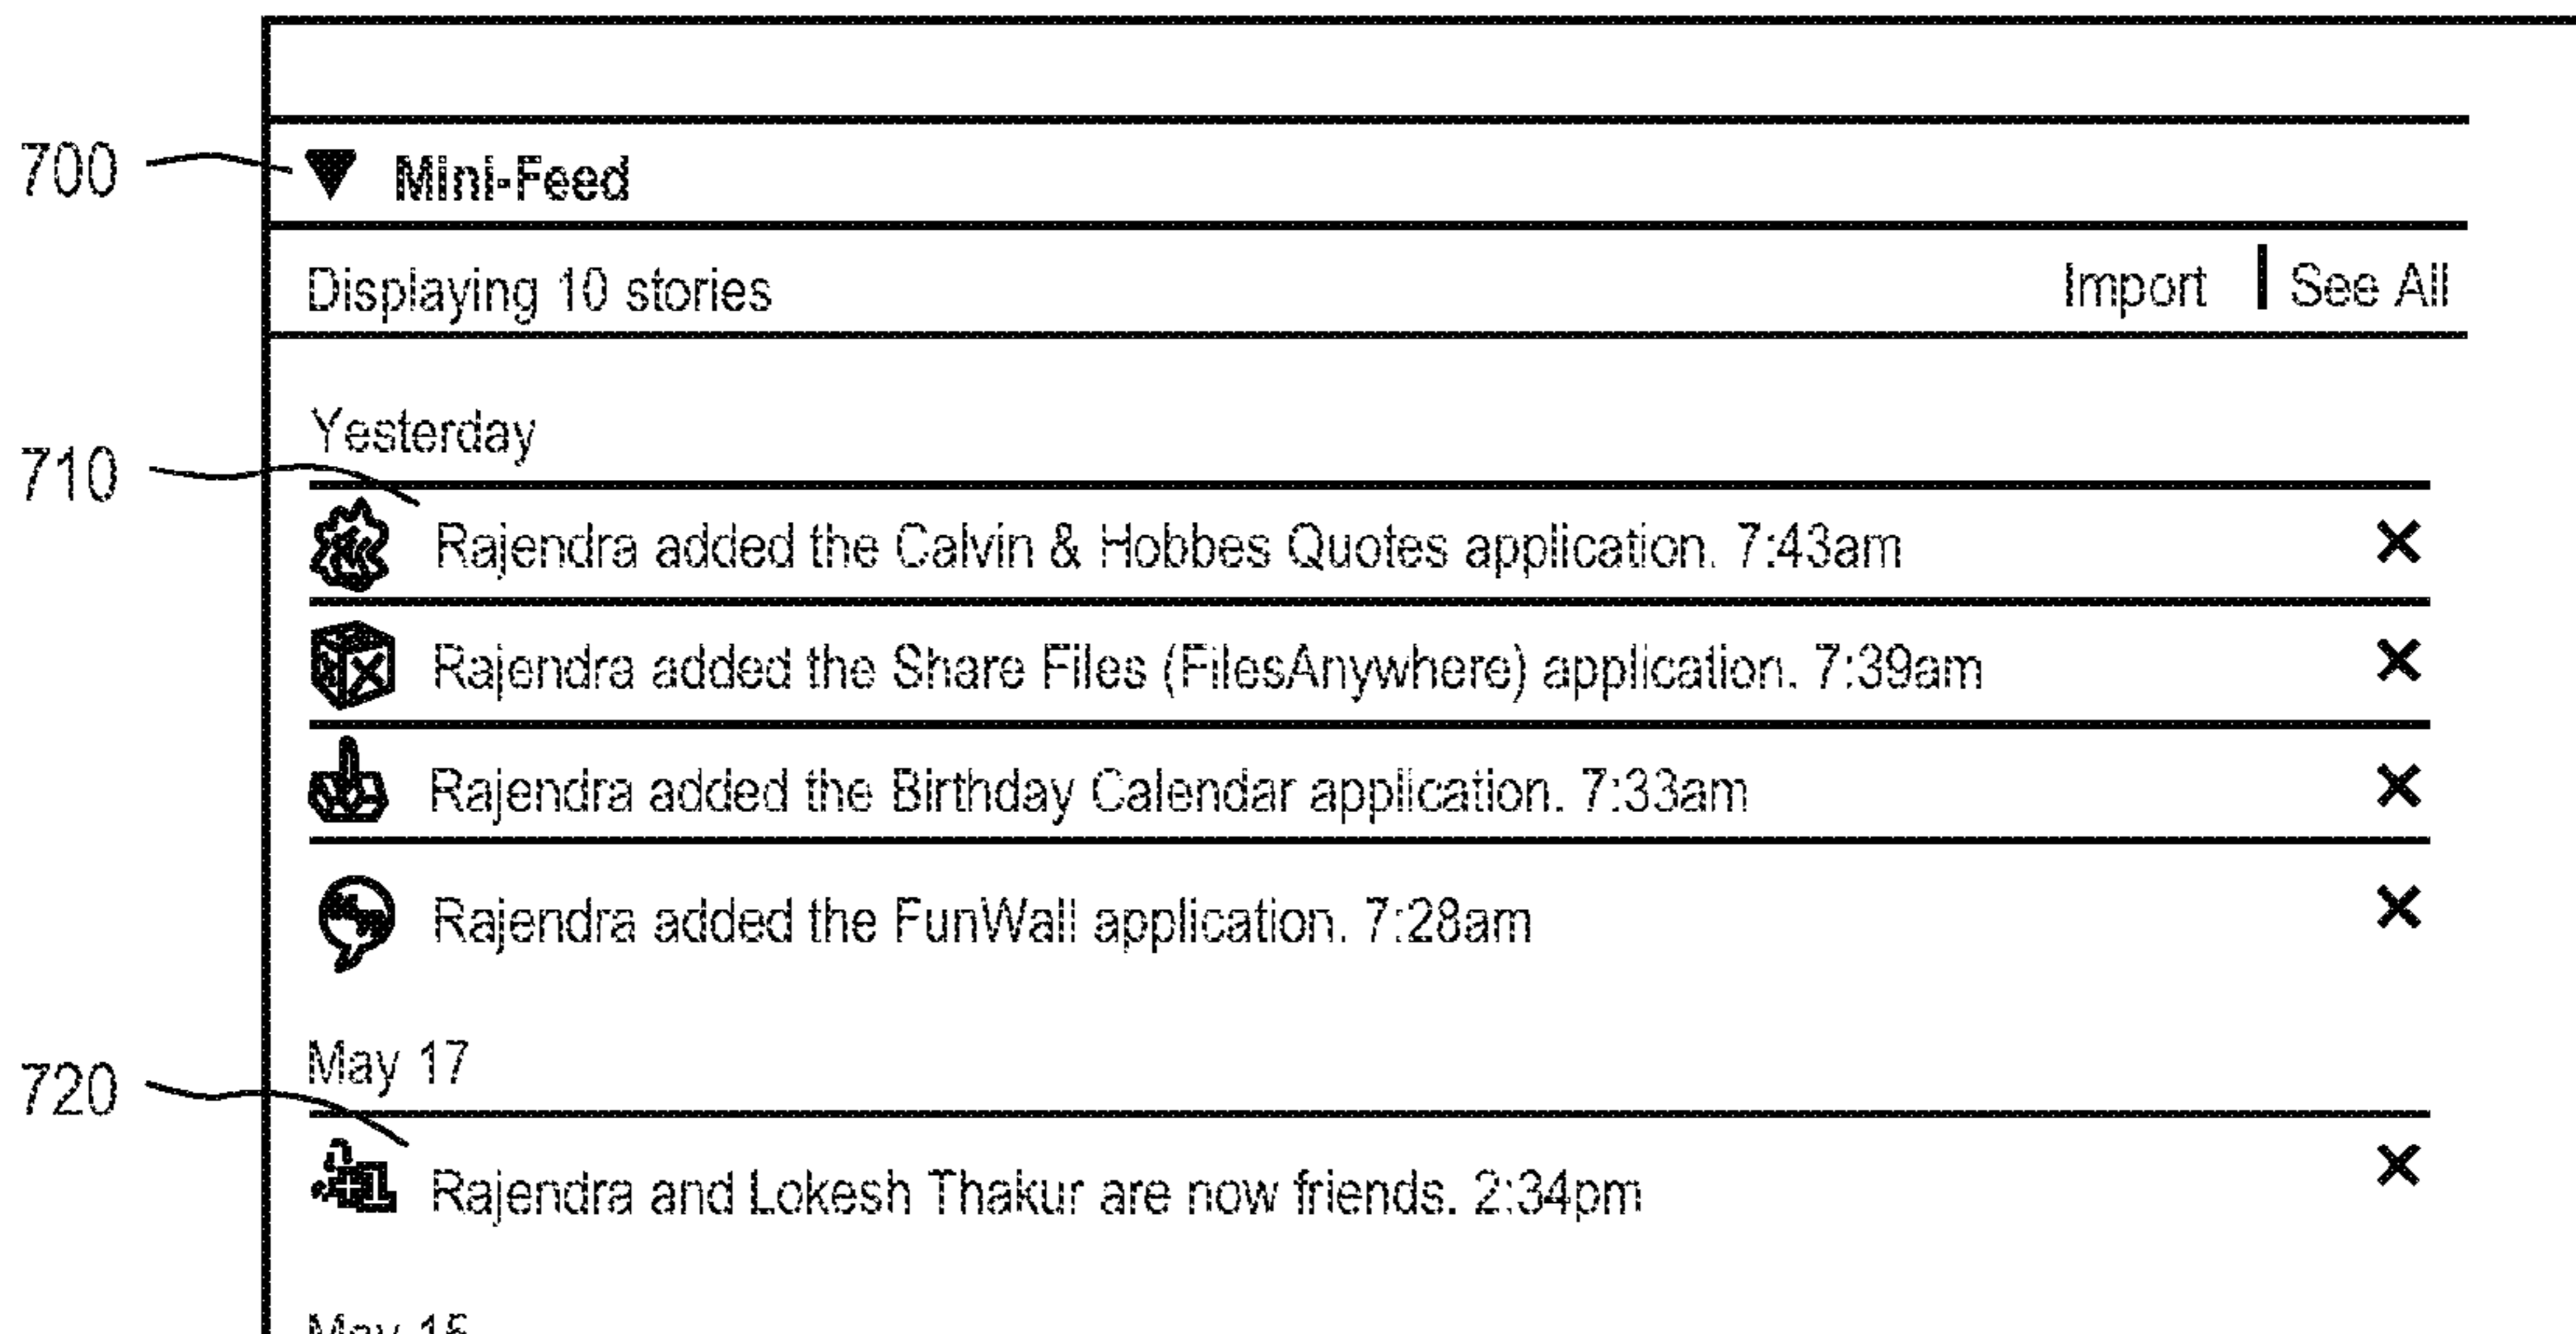 700 Mini-Feed
Displaying 10 stories Import | See All
Yesterday
710
Rajendra added the Calvin & Hobbes Quotes application. 7:43am
Rajendra added the Share Files (FilesAnywhere) application. 7:39am
Rajendra added the Birthday Calendar application. 7:33am
Rajendra added the FunWall application. 7:28am
May 17
720
Rajendra and Lokesh Thakur are now friends. 2:34pm
May 15